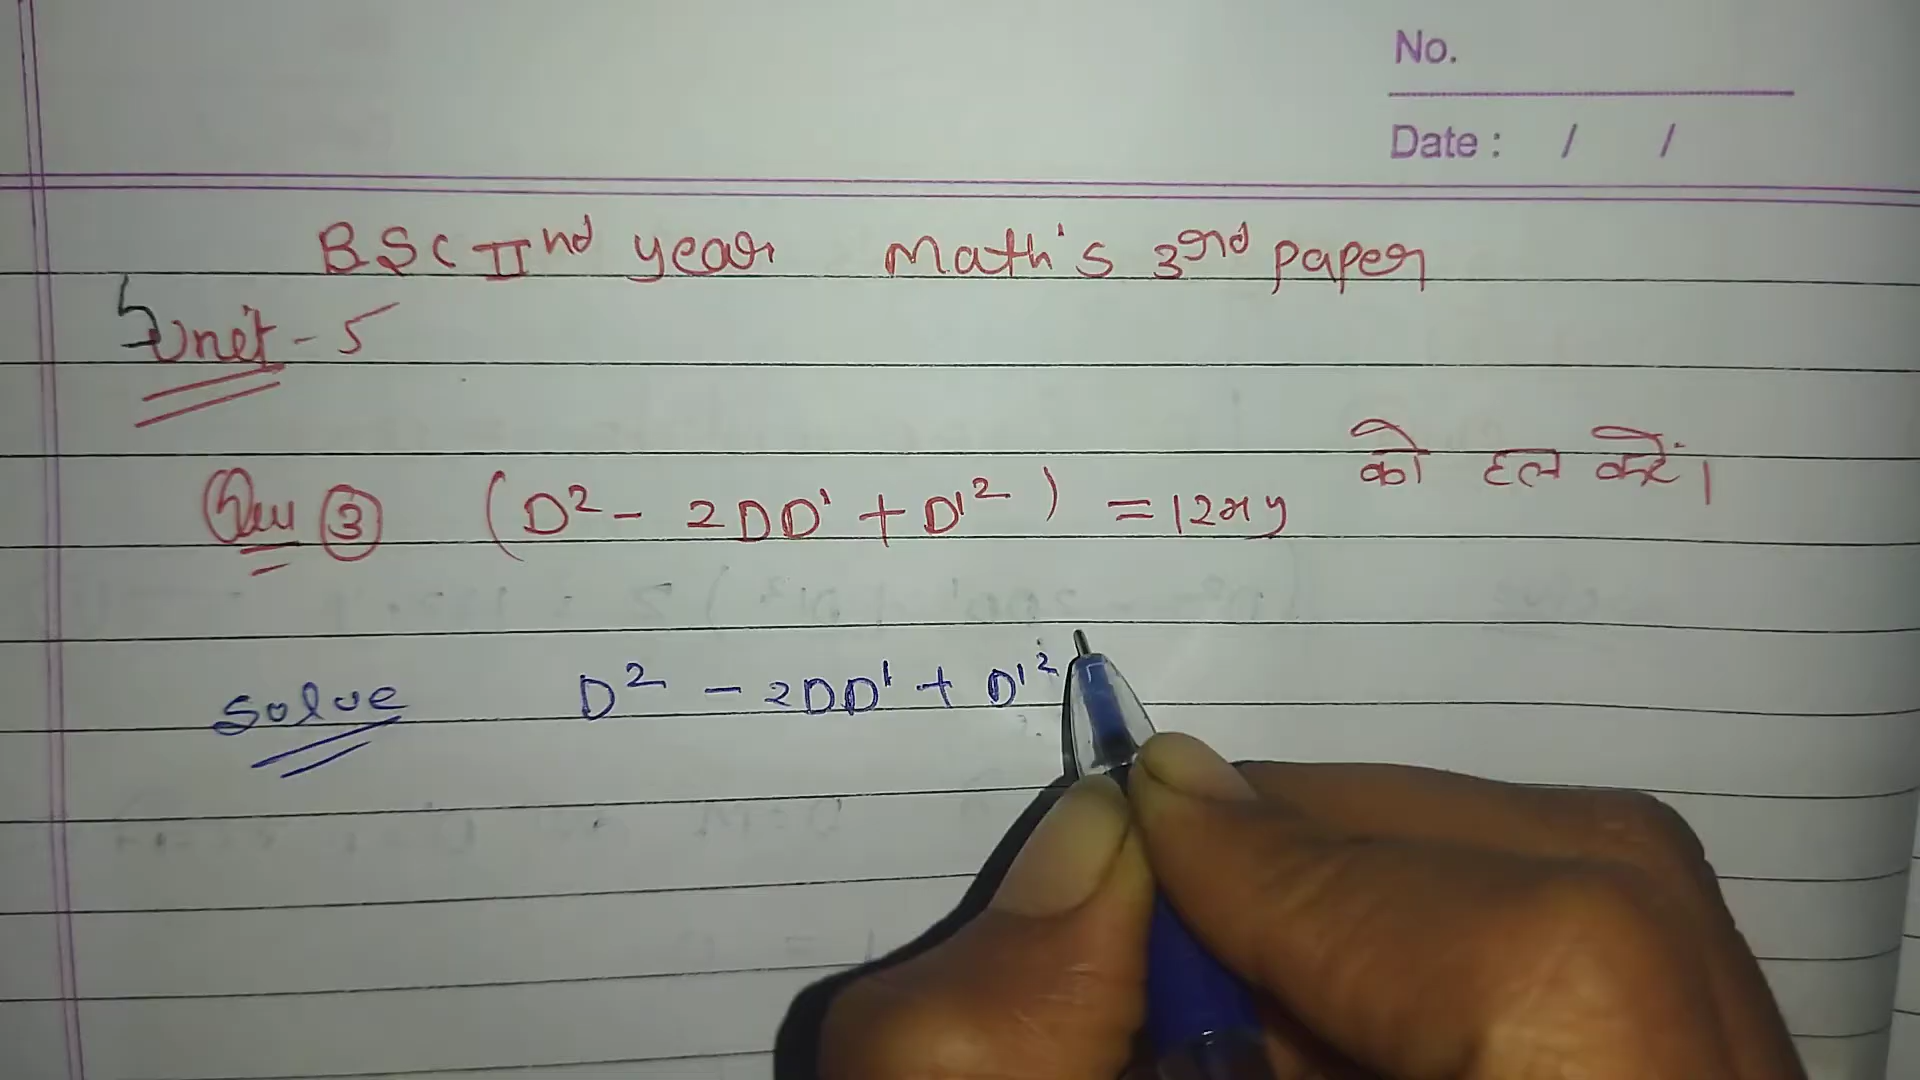 No.
Date : / /
BSc IInd year Math's 3rd paper
Unit - 5
Que ③ (D² - 2DD' + D'²) = 12xy को हल करें।
Solve D² - 2DD' + D'²